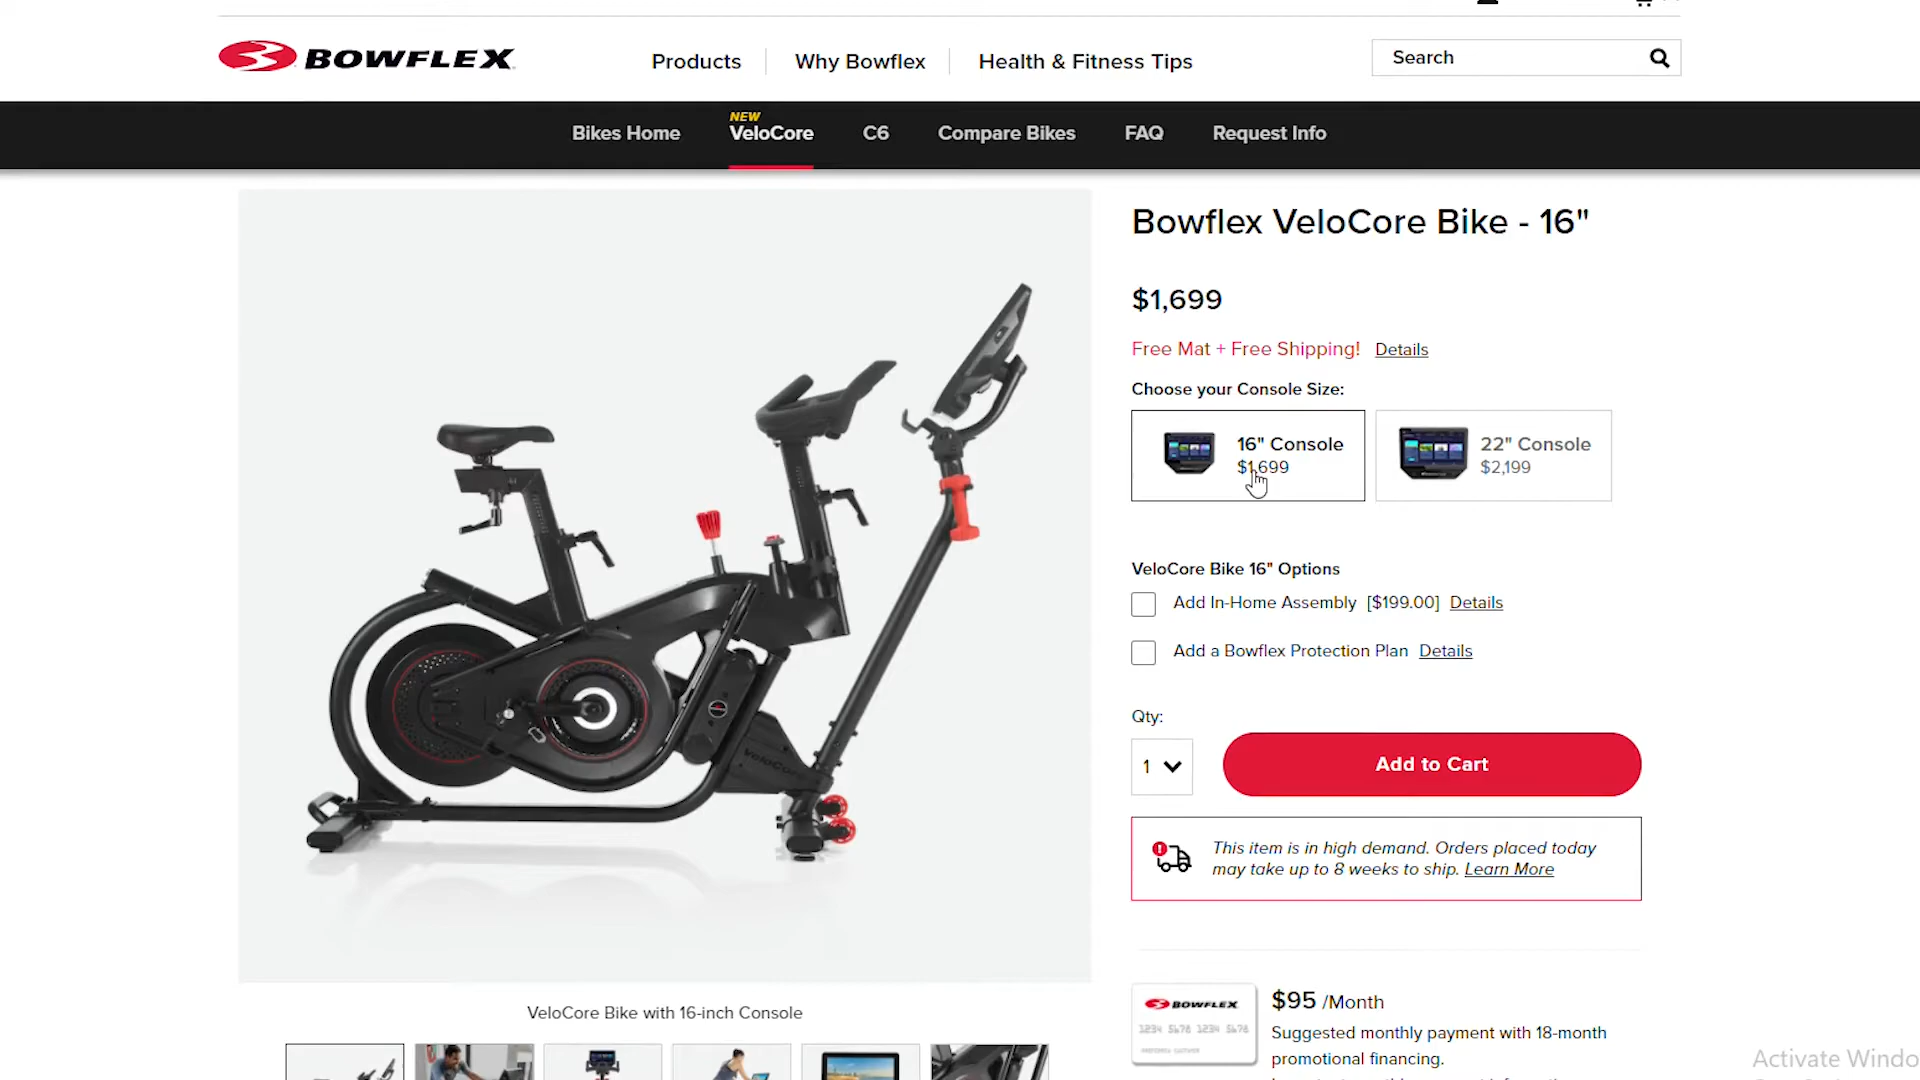 BOWFLEX
Products
Why Bowflex
Health & Fitness Tips
Search
Bikes Home
NEW
VeloCore
C6
Compare Bikes
FAQ
Request Info
Bowflex VeloCore Bike - 16"
$1,699
Free Mat + Free Shipping! Details
Choose your Console Size:
16" Console
$1,699
22" Console
$2,199
VeloCore Bike 16" Options
Add In-Home Assembly [$199.00] Details
Add a Bowflex Protection Plan Details
Qty:
1
Add to Cart
This item is in high demand. Orders placed today
may take up to 8 weeks to ship. Learn More
VeloCore
VeloCore Bike with 16-inch Console
BOWFLEX
1234 5678 1234 5678
$95 /Month
Suggested monthly payment with 18-month
promotional financing.
Activate Windo